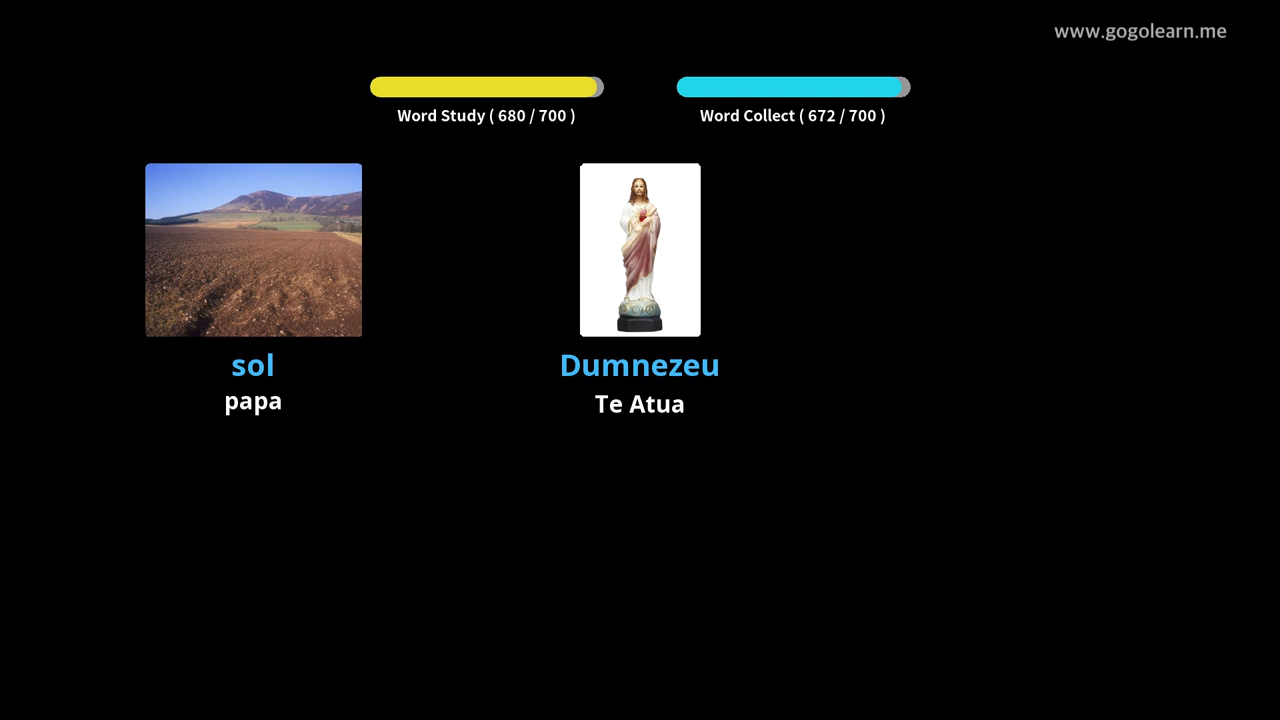 www.gogolearn.me
Word Study ( 680 / 700 )
Word Collect ( 672 / 700 )
sol
papa
Dumnezeu
Te Atua